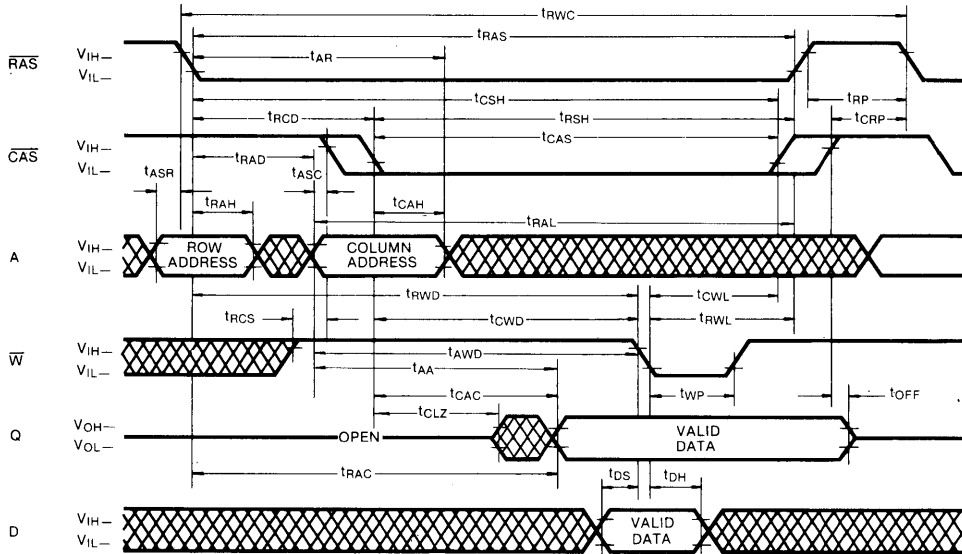 tRWC
tRAS
tAR
RAS
VIH
VIL
tCSH
tRP
tRCD
tRSH
tCRP
tCAS
CAS
VIH
VIL
tRAD
tASR
tASC
tRAH
tCAH
tRAL
A
VIH
VIL
ROW ADDRESS
COLUMN ADDRESS
tRWD
tCWL
tRCS
tCWD
tRWL
W
VIH
VIL
tAWD
tAA
tCAC
tWP
tOFF
tCLZ
Q
VOH
VOL
OPEN
VALID DATA
tRAC
tDS
tDH
D
VIH
VIL
VALID DATA